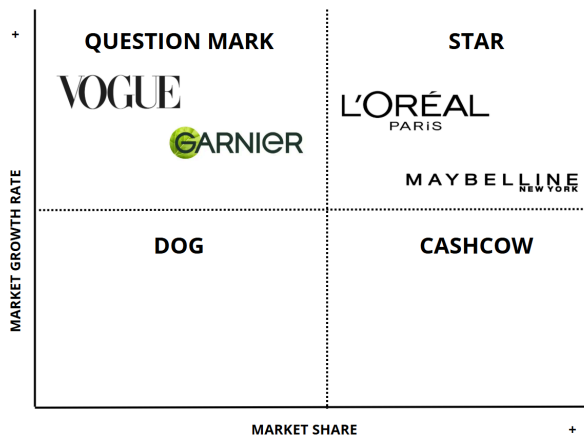 +
QUESTION MARK
STAR
VOGUE
L'ORÉAL
PARiS
GARNIER
MAYBELLINE
NEW YORK
MARKET GROWTH RATE
DOG
CASHCOW
MARKET SHARE
+